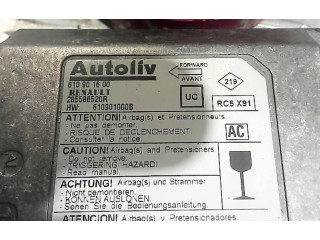 Autoliv
FORWARD
AVANT
219
610 90 16 00
RENAULT
UC
RC5 X91
285586520R
HW: 610901000B
ATTENTION! Airbag(s) et Pretensionneurs.
- Ne pas demonter.
- RISQUE DE DECLENCHEMENT!
- Consulter la notice.
AC
CAUTION! Airbag(s) and Pretensioners.
- Do not remove.
- TRIGGERING HAZARD!
- Read manual.
ACHTUNG! Airbag(s) und Strammer
- Nicht demontieren.
- KÖNNEN AUSLÖSEN.
- Sehen Sie die Bedienungsanleitung.
ATENCION! Airbag(s) y Pretensionadores